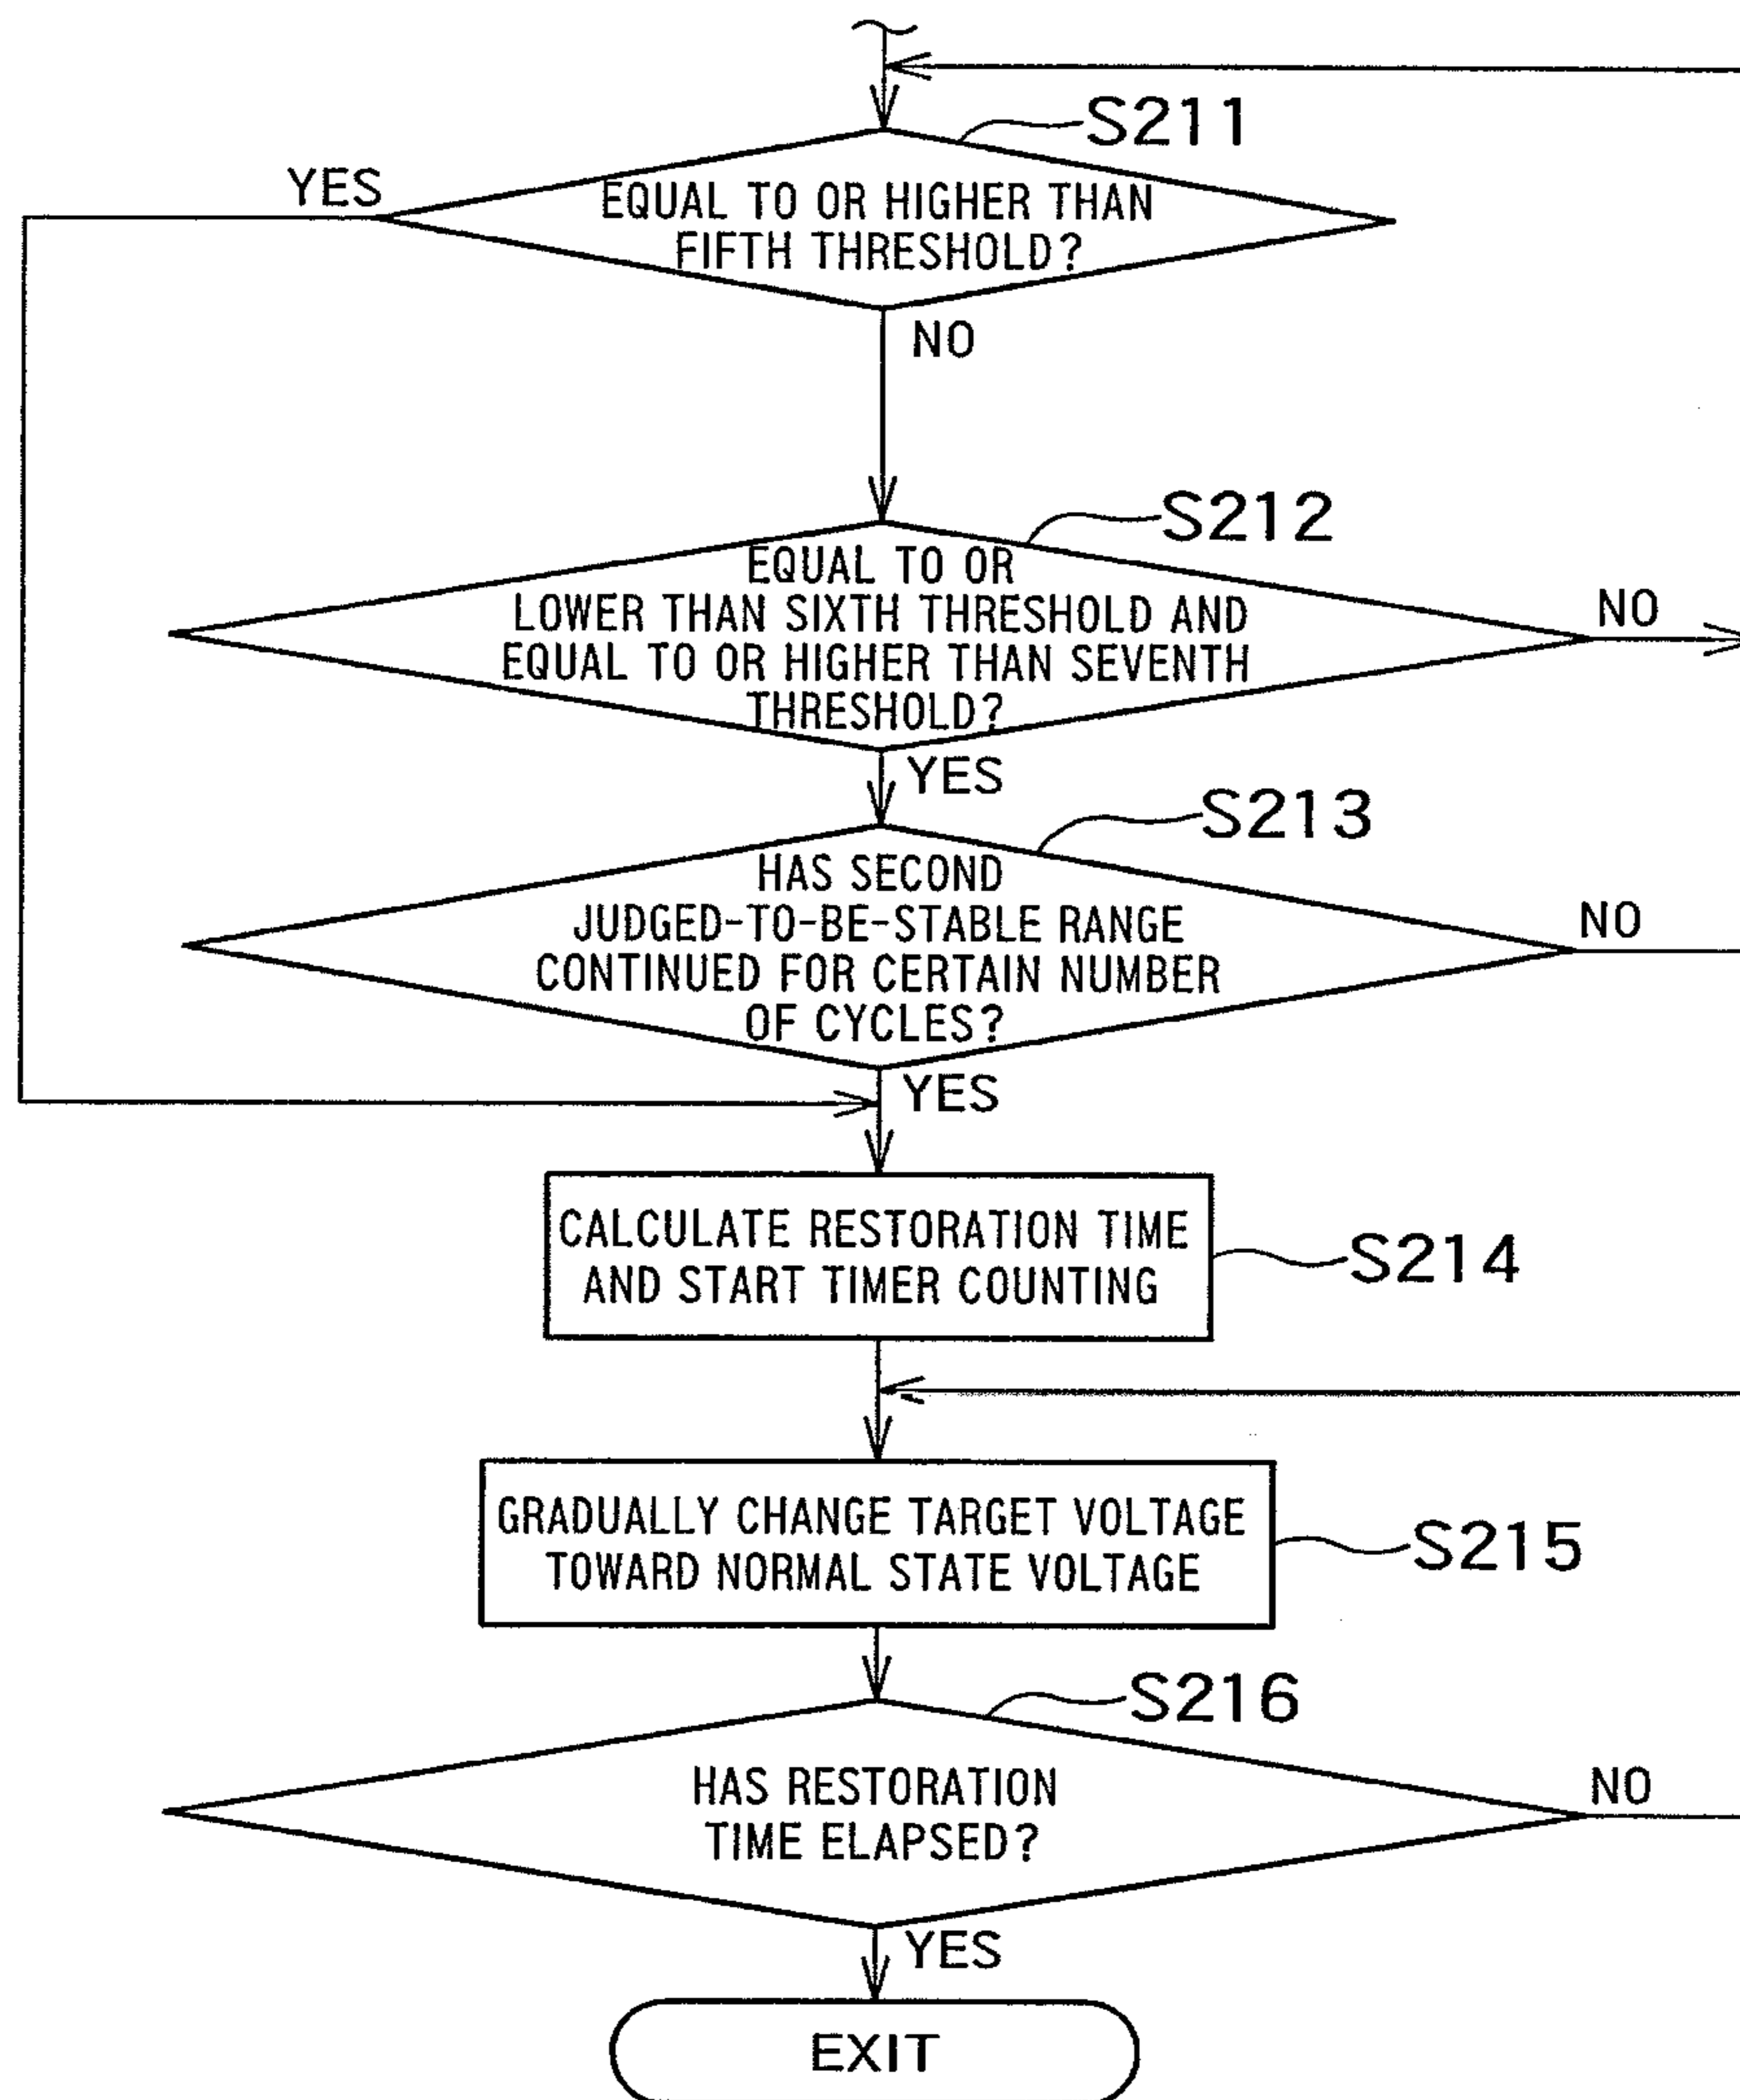 S211
YES
EQUAL TO OR HIGHER THAN
FIFTH THRESHOLD?
NO
S212
EQUAL TO OR
LOWER THAN SIXTH THRESHOLD AND
EQUAL TO OR HIGHER THAN SEVENTH
THRESHOLD?
NO
YES
S213
HAS SECOND
JUDGED-TO-BE-STABLE RANGE
CONTINUED FOR CERTAIN NUMBER
OF CYCLES?
NO
YES
CALCULATE RESTORATION TIME
AND START TIMER COUNTING
S214
GRADUALLY CHANGE TARGET VOLTAGE
TOWARD NORMAL STATE VOLTAGE
S215
S216
HAS RESTORATION
TIME ELAPSED?
NO
YES
EXIT